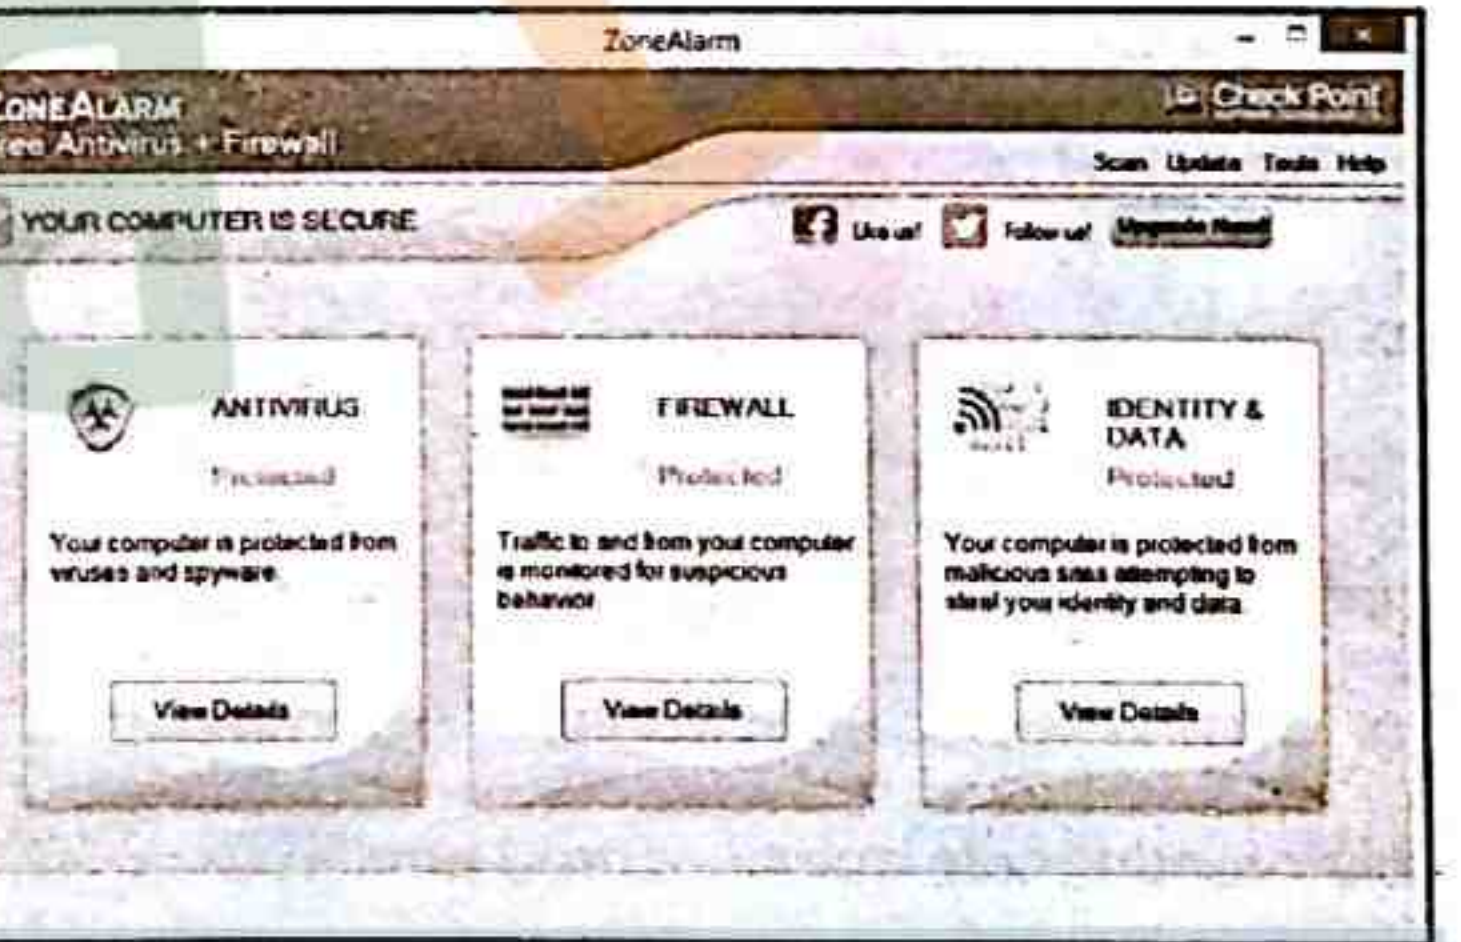 ZoneAlarm
ZONEALARM
Check Point
ree Antivirus + Firewall
Scan Update Tools Help
YOUR COMPUTER IS SECURE
Like us!
Follow us!
Upgrade Now!
ANTIVIRUS
Protected
Your computer is protected from
viruses and spyware.
View Details
FIREWALL
Protected
Traffic to and from your computer
is monitored for suspicious
behavior
View Details
IDENTITY &
DATA
Protected
Your computer is protected from
malicious sites attempting to
steal your identity and data
View Details